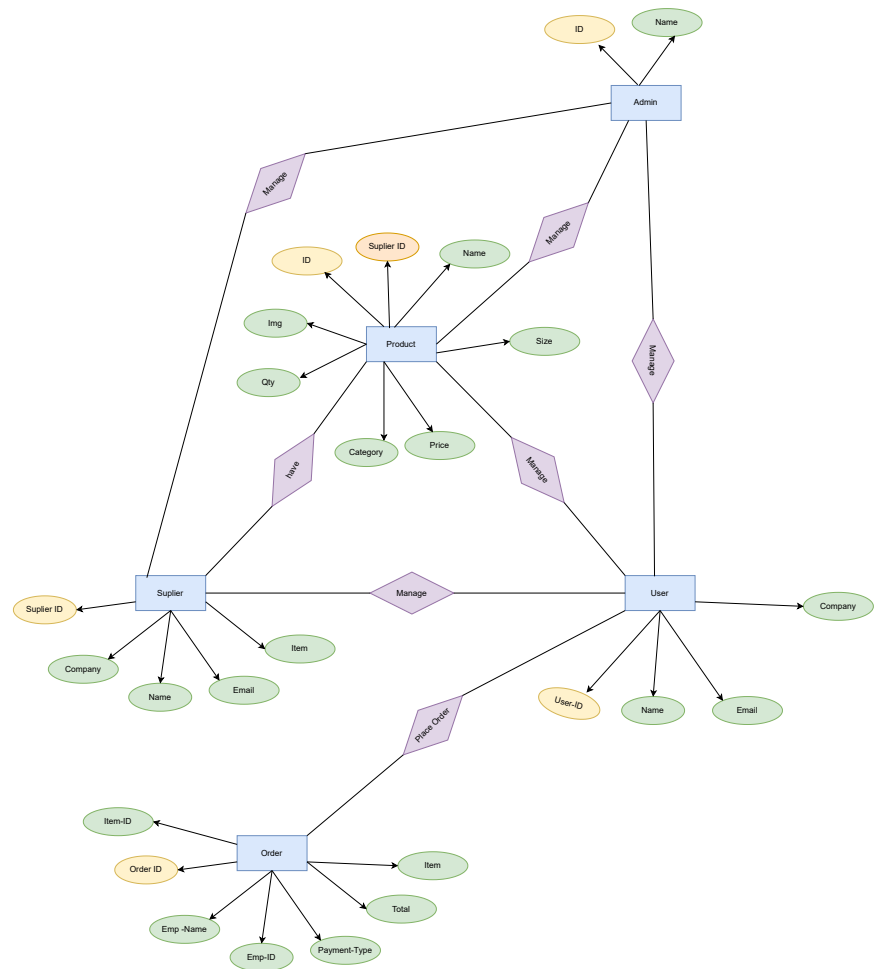 Name
ID
Admin
Manage
Manage
Suplier ID
Name
ID
Img
Size
Product
Manage
Qty
Price
Category
have
Manage
Suplier
Manage
User
Company
Suplier ID
Item
Company
Email
Name
User-ID
Name
Email
Place Order
Item-ID
Order
Item
Order ID
Total
Emp -Name
Payment-Type
Emp-ID